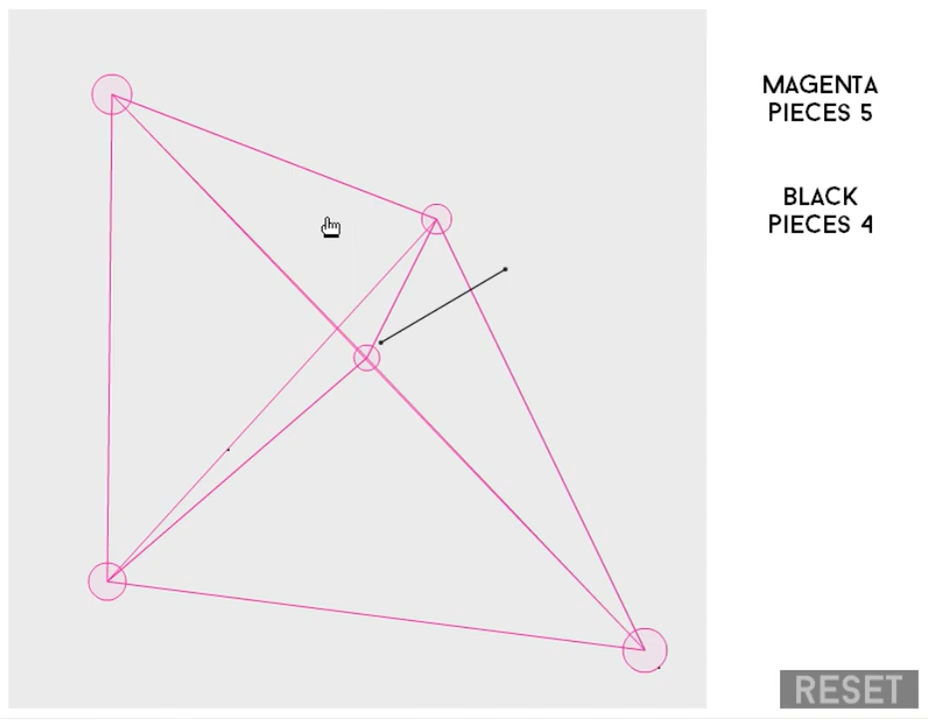 MAGENTA
PIECES 5
BLACK
PIECES 4
RESET